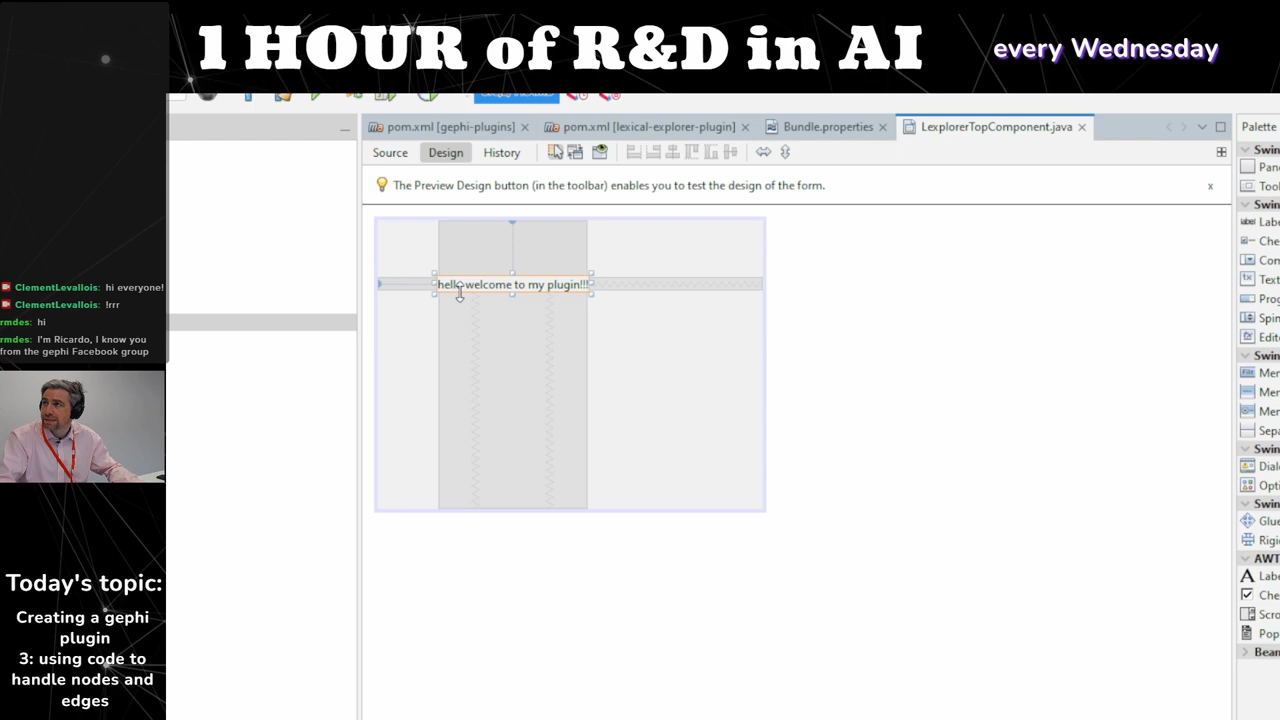 1 HOUR of R&D in AI
every Wednesday
pom.xml [gephi-plugins]
pom.xml [lexical-explorer-plugin]
Bundle.properties
LexplorerTopComponent.java
Palette
Source
Design
History
The Preview Design button (in the toolbar) enables you to test the design of the form.
x
hello welcome to my plugin!!!
ClementLevallois: hi everyone!
ClementLevallois: !rrr
rmdes: hi
rmdes: I'm Ricardo, I know you
from the gephi Facebook group
Today's topic:
Creating a gephi
plugin
3: using code to
handle nodes and
edges